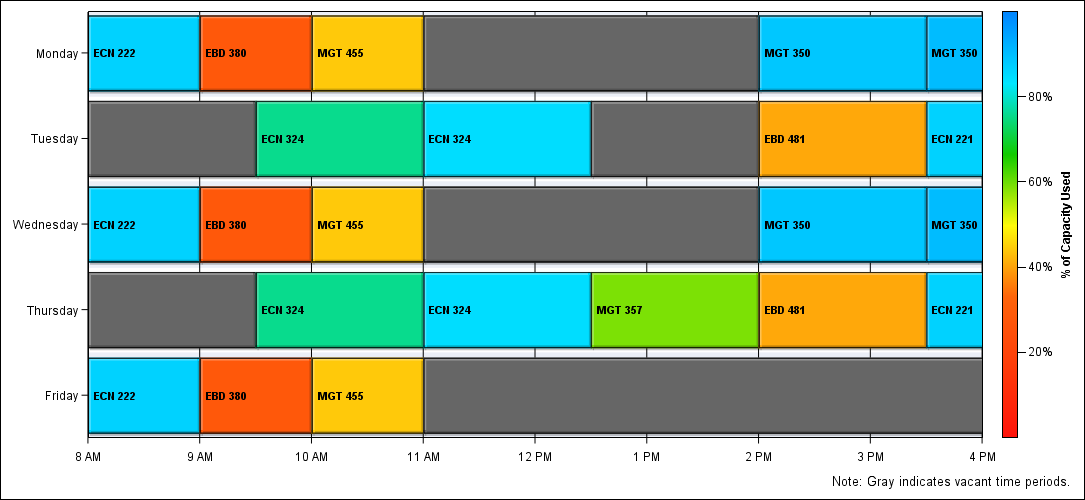 Monday ECN 222 EBD 380 MGT 455 MGT 350 MGT 350
Tuesday ECN 324 ECN 324 EBD 481 ECN 221
Wednesday ECN 222 EBD 380 MGT 455 MGT 350 MGT 350
Thursday ECN 324 ECN 324 MGT 357 EBD 481 ECN 221
Friday ECN 222 EBD 380 MGT 455
8 AM 9 AM 10 AM 11 AM 12 PM 1 PM 2 PM 3 PM 4 PM
80%
60%
40%
20%
% of Capacity Used
Note: Gray indicates vacant time periods.